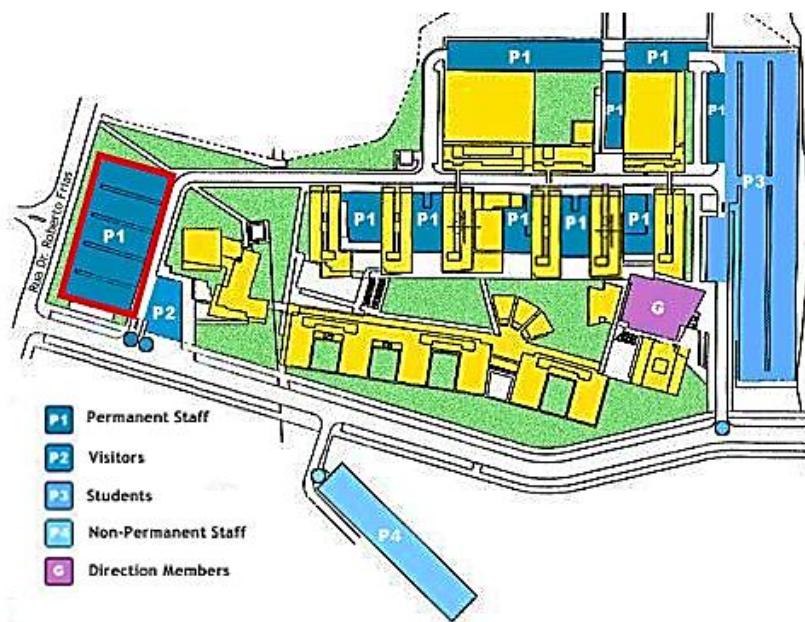 P1 P1
P1 P1
P3
Rua Dr. Roberto Frias
P1
P1 P1 P1 P1 P1
P2
G
P4
P1 Permanent Staff
P2 Visitors
P3 Students
P4 Non-Permanent Staff
G Direction Members